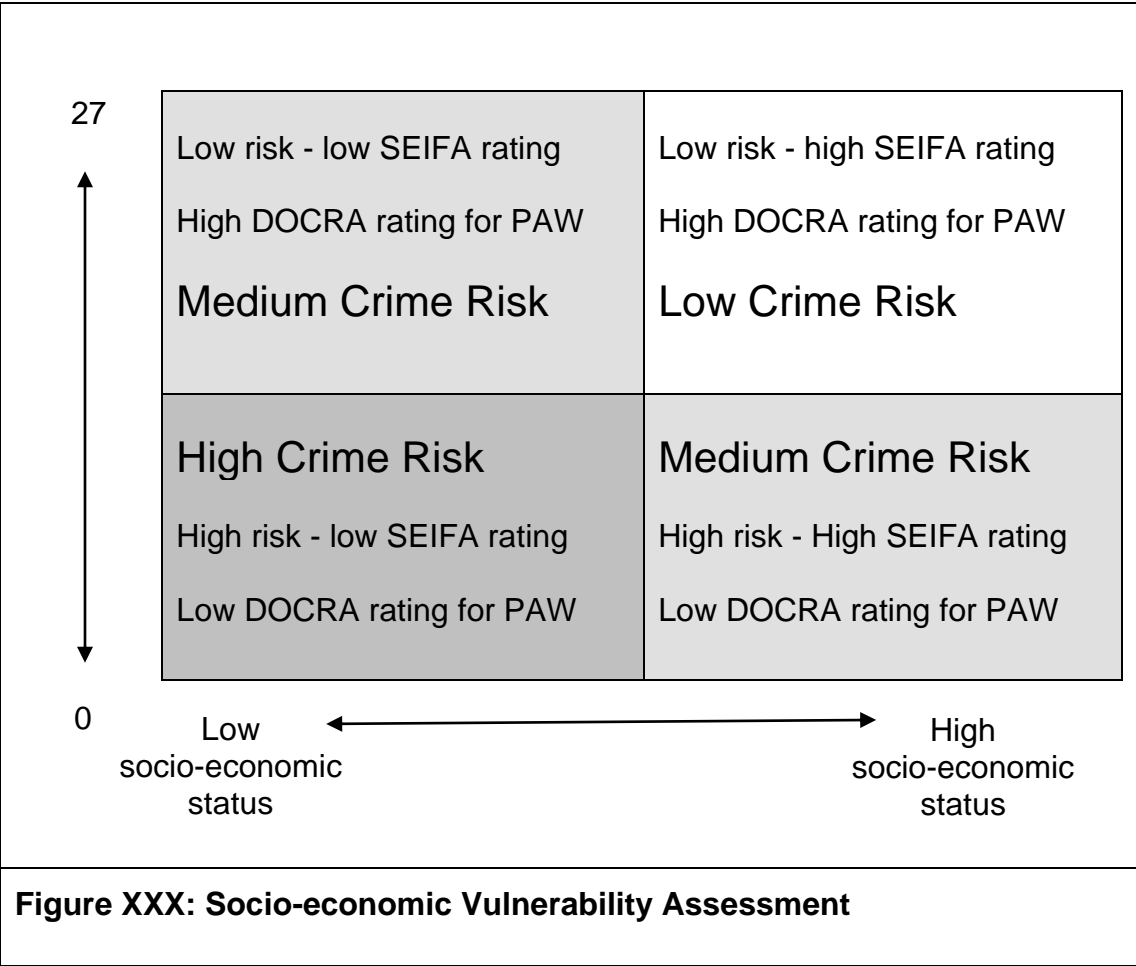 27
Low risk - low SEIFA rating
High DOCRA rating for PAW
Medium Crime Risk
Low risk - high SEIFA rating
High DOCRA rating for PAW
Low Crime Risk
High Crime Risk
High risk - low SEIFA rating
Low DOCRA rating for PAW
Medium Crime Risk
High risk - High SEIFA rating
Low DOCRA rating for PAW
0
Low
socio-economic
status
High
socio-economic
status
Figure XXX: Socio-economic Vulnerability Assessment